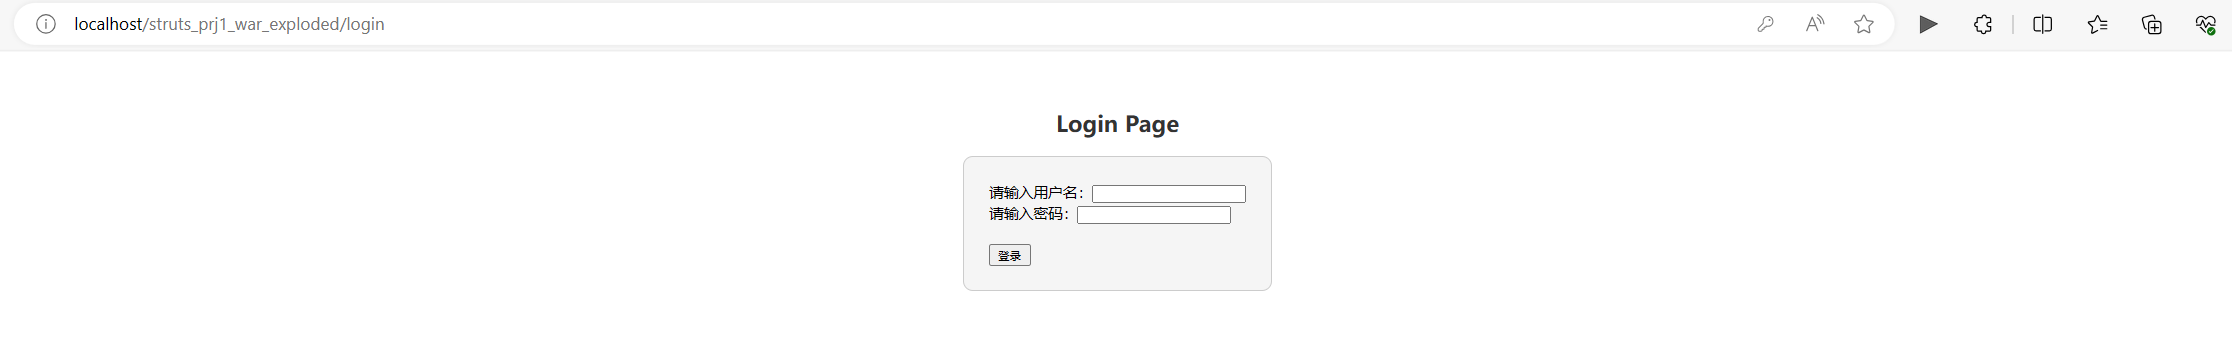 localhost/struts_prj1_war_exploded/login
Login Page
请输入用户名：
请输入密码：
登录